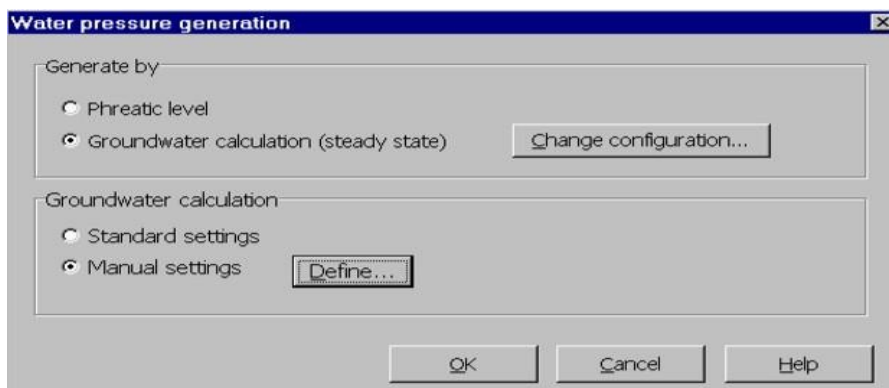 Water pressure generation
Generate by
Phreatic level
Groundwater calculation (steady state)
Change configuration...
Groundwater calculation
Standard settings
Manual settings
Define...
OK
Cancel
Help